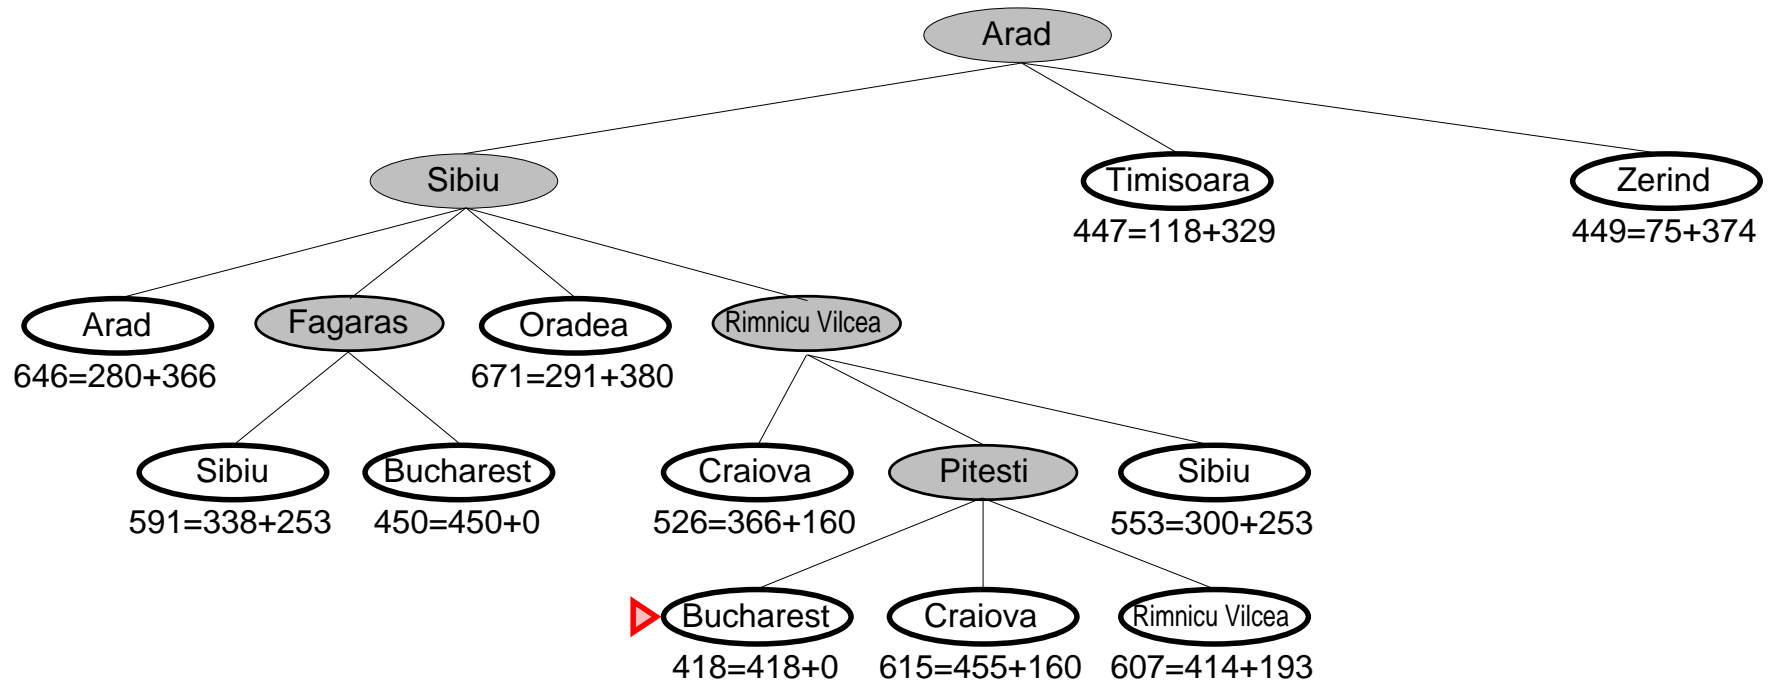 Arad
Sibiu
Timisoara
Zerind
447=118+329
449=75+374
Arad
Fagaras
Oradea
Rimnicu Vilcea
646=280+366
671=291+380
Sibiu
Bucharest
Craiova
Pitesti
Sibiu
591=338+253
450=450+0
526=366+160
553=300+253
Bucharest
Craiova
Rimnicu Vilcea
418=418+0
615=455+160
607=414+193